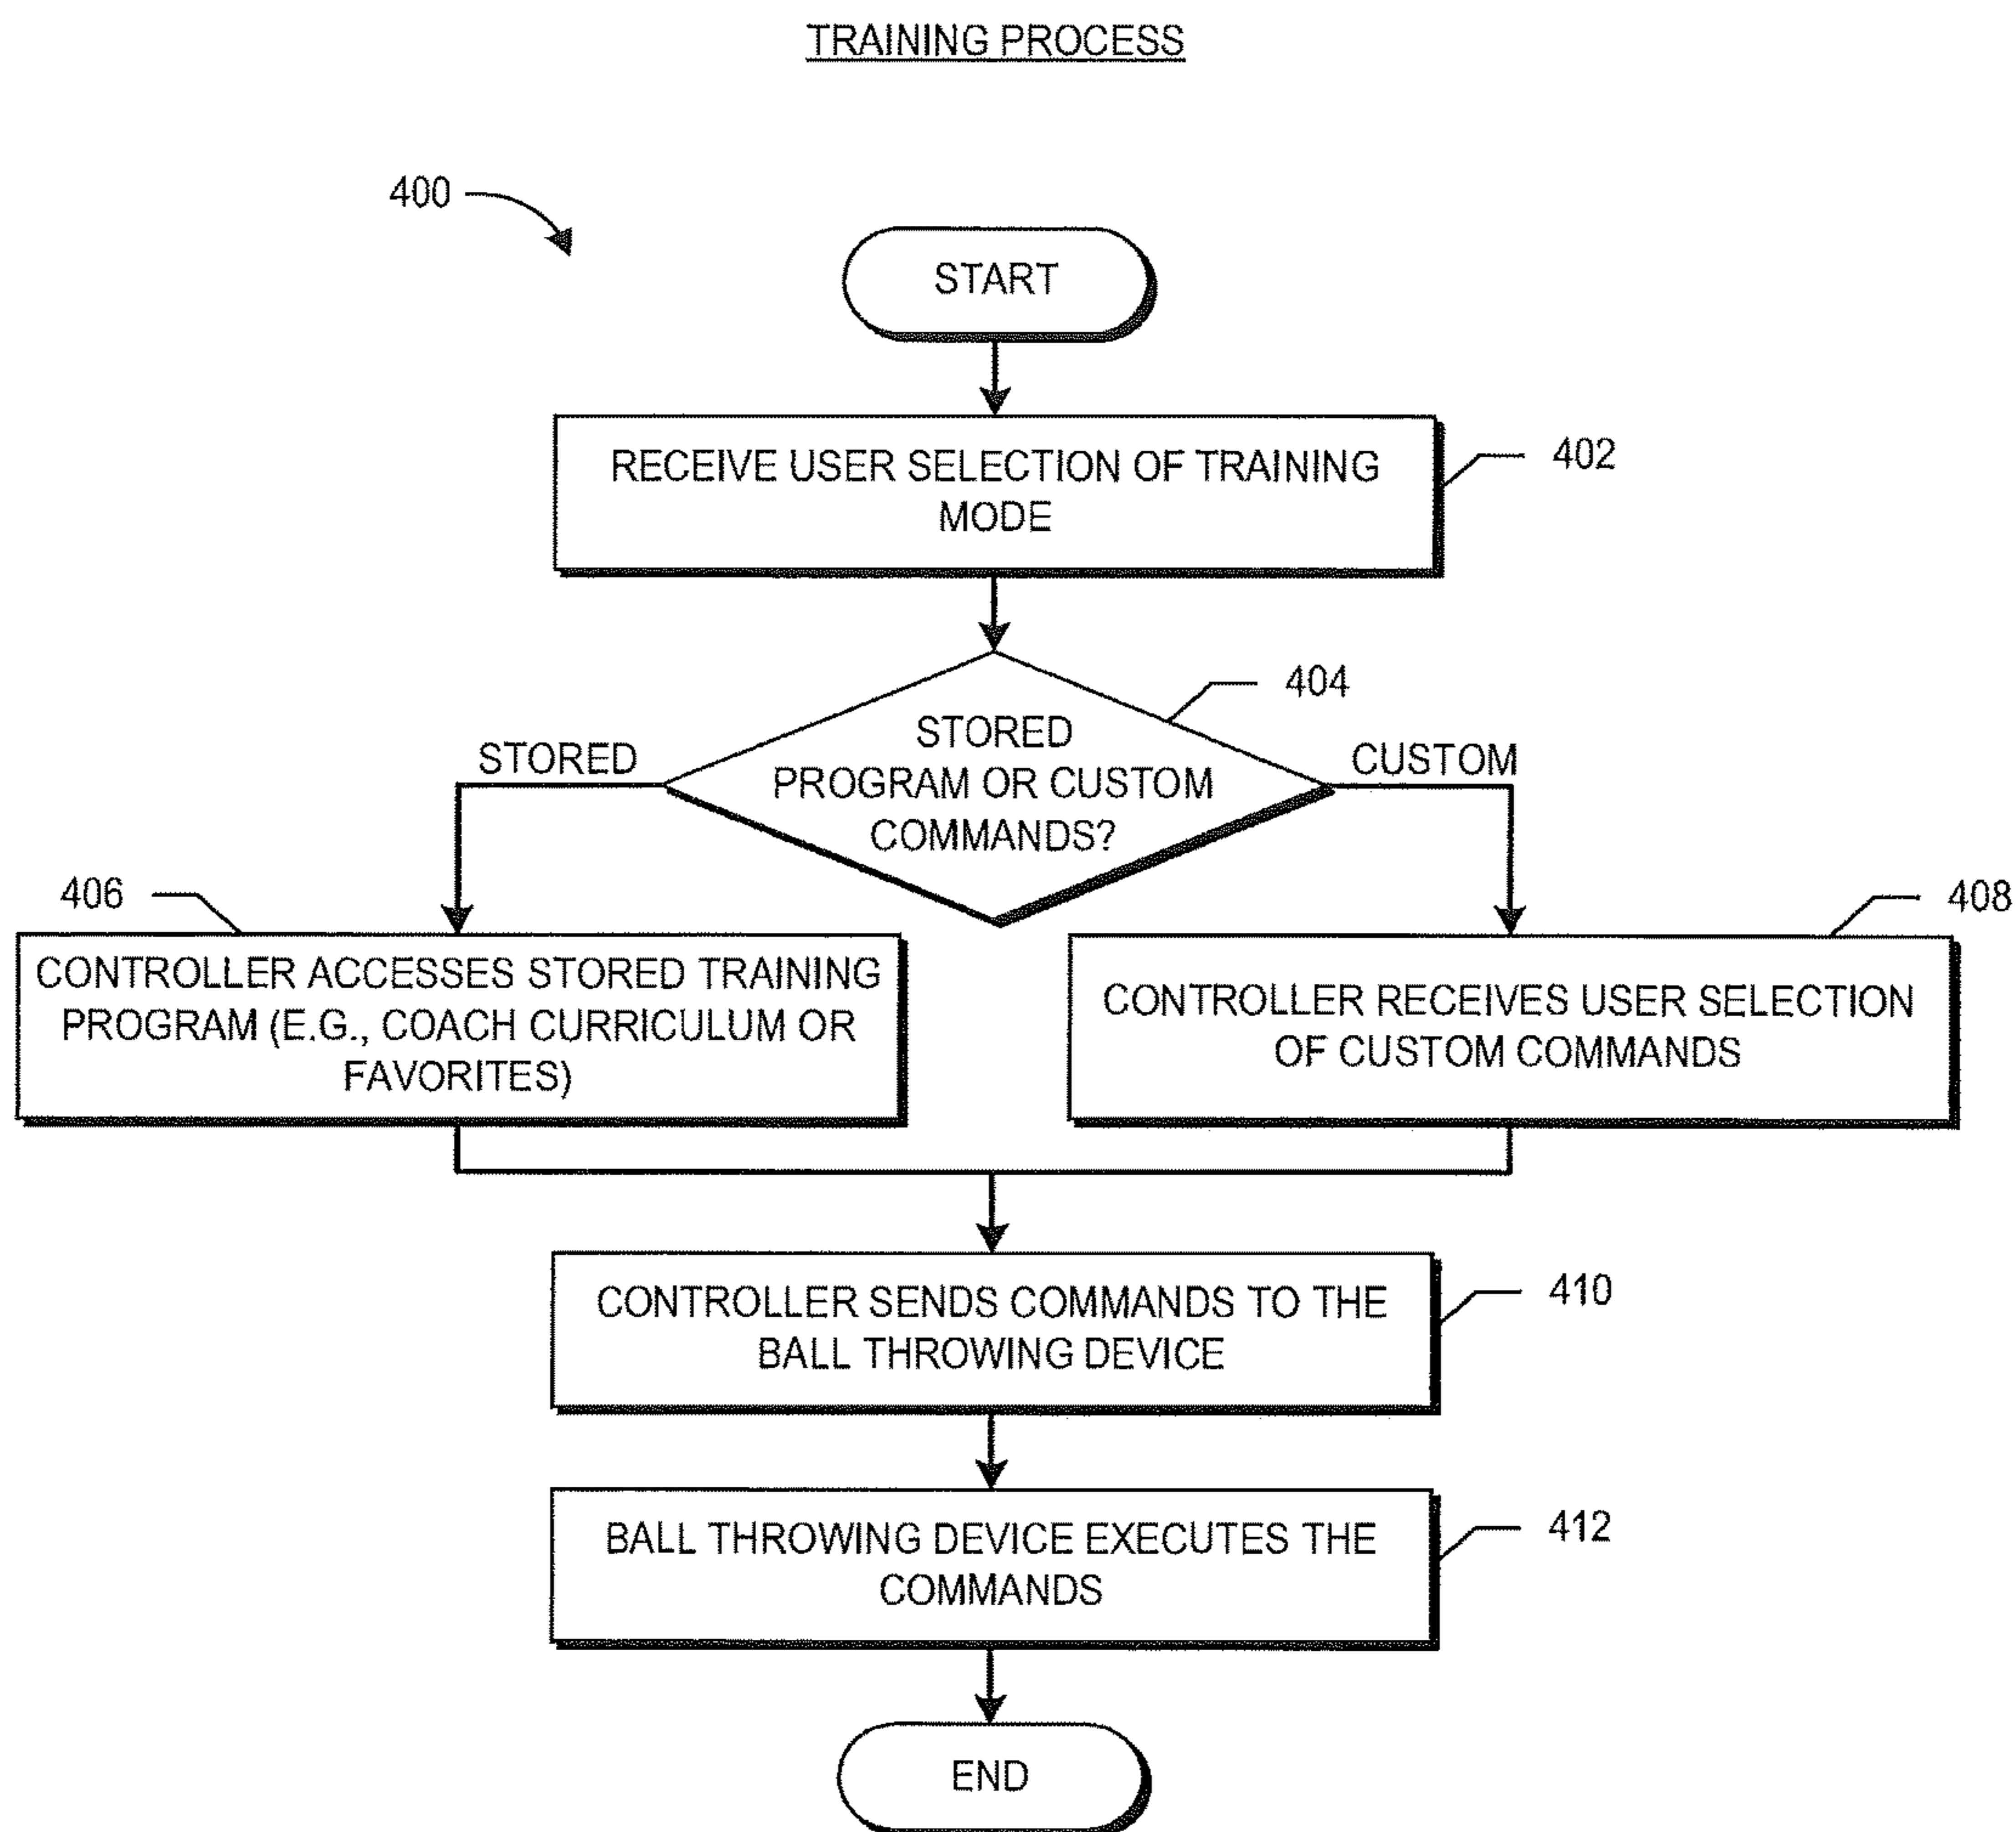 TRAINING PROCESS
400
START
RECEIVE USER SELECTION OF TRAINING
MODE
402
404
STORED
PROGRAM OR CUSTOM
COMMANDS?
STORED
CUSTOM
406
CONTROLLER ACCESSES STORED TRAINING
PROGRAM (E.G., COACH CURRICULUM OR
FAVORITES)
408
CONTROLLER RECEIVES USER SELECTION
OF CUSTOM COMMANDS
CONTROLLER SENDS COMMANDS TO THE
BALL THROWING DEVICE
410
BALL THROWING DEVICE EXECUTES THE
COMMANDS
412
END